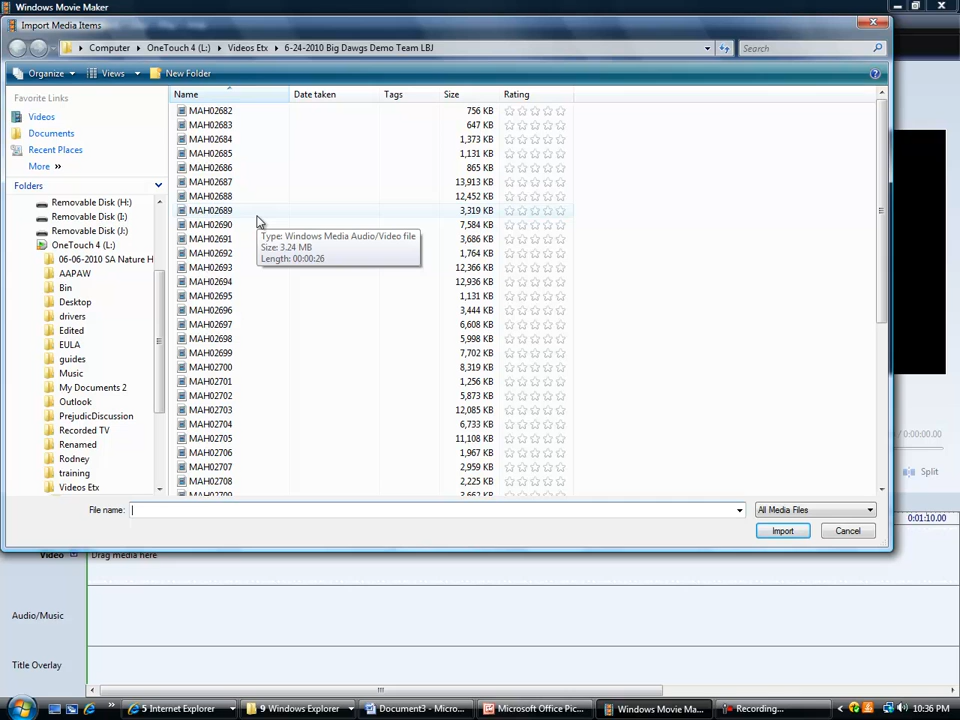 Windows Movie Maker
Import Media Items
Computer ▸ OneTouch 4 (L:) ▸ Videos Etx ▸ 6-24-2010 Big Dawgs Demo Team LBJ
Search
Organize Views New Folder
Favorite Links
Videos
Documents
Recent Places
More »
Folders
Removable Disk (H:)
Removable Disk (I:)
Removable Disk (J:)
OneTouch 4 (L:)
06-06-2010 SA Nature H
AAPAW
Bin
Desktop
drivers
Edited
EULA
guides
Music
My Documents 2
Outlook
PrejudicDiscussion
Recorded TV
Renamed
Rodney
training
Videos Etx
Name Date taken Tags Size Rating
MAH02682 756 KB
MAH02683 647 KB
MAH02684 1,373 KB
MAH02685 1,131 KB
MAH02686 865 KB
MAH02687 13,913 KB
MAH02688 12,452 KB
MAH02689 3,319 KB
MAH02690 7,584 KB
MAH02691 3,686 KB
MAH02692 1,764 KB
MAH02693 12,366 KB
MAH02694 12,936 KB
MAH02695 1,131 KB
MAH02696 3,444 KB
MAH02697 6,608 KB
MAH02698 5,998 KB
MAH02699 7,702 KB
MAH02700 8,319 KB
MAH02701 1,256 KB
MAH02702 5,873 KB
MAH02703 12,085 KB
MAH02704 6,733 KB
MAH02705 11,108 KB
MAH02706 1,967 KB
MAH02707 2,959 KB
MAH02708 2,225 KB
MAH02709 3,662 KB
Type: Windows Media Audio/Video file
Size: 3.24 MB
Length: 00:00:26
File name:
All Media Files
Import Cancel
/ 0:00:00.00
Split
0:01:10.00
Video
Drag media here
Audio/Music
Title Overlay
5 Internet Explorer
9 Windows Explorer
Document3 - Micro...
Microsoft Office Pic...
Windows Movie Ma...
Recording...
10:36 PM